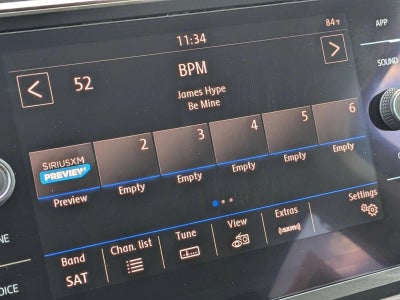 11:34
84°F
APP
52
BPM
SOUND
James Hype
Be Mine
2
3
4
5
6
SIRIUSXM
PREVIEW
Preview
Empty
Empty
Empty
Empty
Empty
Band
Chan. list
Tune
View
Extras
Settings
SAT
(sxm)